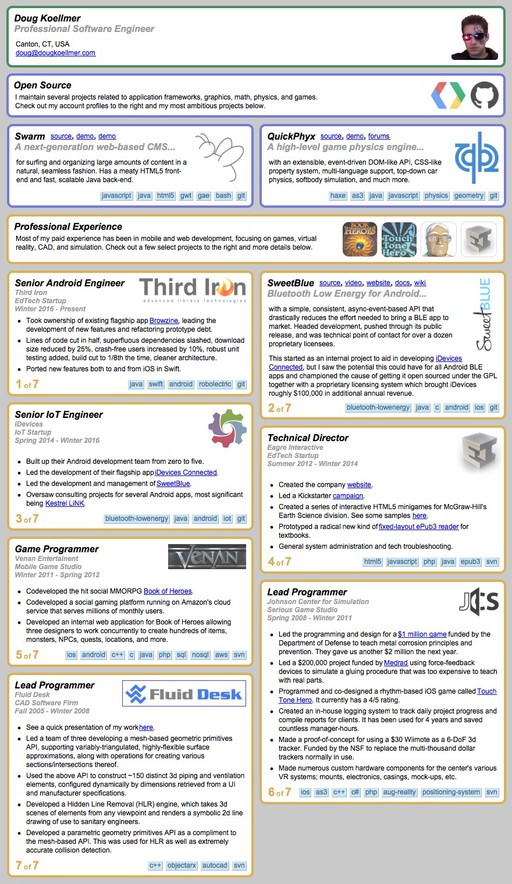 Doug Koellmer
Professional Software Engineer
Canton, CT, USA
doug@dougkoellmer.com
Open Source
I maintain several projects related to application frameworks, graphics, math, physics, and games.
Check out my account profiles to the right and my most ambitious projects below.
Swarm source, demo, demo
A next-generation web-based CMS...
for surfing and organizing large amounts of content in a
natural, seamless fashion. Has a meaty HTML5 front-
end and fast, scalable Java back-end.
javascript java html5 gwt gae bash git
QuickPhyx source, demo, forums
A high-level game physics engine...
with an extensible, event-driven DOM-like API, CSS-like
property system, multi-language support, top-down car
physics, softbody simulation, and much more.
haxe as3 java javascript physics geometry git
Professional Experience
Most of my paid experience has been in mobile and web development, focusing on games, virtual
reality, CAD, and simulation. Check out a few select projects to the right and more details below.
BOOK OF HEROES
Touch Tone Hero
Senior Android Engineer
Third Iron
EdTech Startup
Winter 2016 - Present
Third Iron
advanced library technologies
Took ownership of existing flagship app Browzine, leading the
development of new features and refactoring prototype debt.
Lines of code cut in half, superfluous dependencies slashed, download
size reduced by 25%, crash-free users increased by 10%, robust unit
testing added, build cut to 1/8th the time, cleaner architecture.
Ported new features both to and from iOS in Swift.
1 of 7
java swift android robolectric git
SweetBlue source, video, website, docs, wiki
Bluetooth Low Energy for Android...
SweetBLUE
with a simple, consistent, async-event-based API that
drastically reduces the effort needed to bring a BLE app to
market. Headed development, pushed through its public
release, and was technical point of contact for over a dozen
proprietary licensees.
This started as an internal project to aid in developing iDevices
Connected, but I saw the potential this could have for all Android BLE
apps and championed the cause of getting it open sourced under the GPL
together with a proprietary licensing system which brought iDevices
roughly $100,000 in additional annual revenue.
2 of 7
bluetooth-lowenergy java c android ios git
Senior IoT Engineer
iDevices
IoT Startup
Spring 2014 - Winter 2016
Built up their Android development team from zero to five.
Led the development of their flagship app iDevices Connected.
Led the development and management of SweetBlue.
Oversaw consulting projects for several Android apps, most significant
being Kestrel LiNK.
3 of 7
bluetooth-lowenergy java android iot git
Technical Director
Eagre Interactive
EdTech Startup
Summer 2012 - Winter 2014
Created the company website.
Led a Kickstarter campaign.
Created a series of interactive HTML5 minigames for McGraw-Hill's
Earth Science division. See some samples here.
Prototyped a radical new kind of fixed-layout ePub3 reader for
textbooks.
General system administration and tech troubleshooting.
4 of 7
html5 javascript php java epub3 svn
Game Programmer
Venan Entertainent
Mobile Game Studio
Winter 2011 - Spring 2012
VENAN
Codeveloped the hit social MMORPG Book of Heroes.
Codeveloped a social gaming platform running on Amazon's cloud
service that serves millions of monthly users.
Developed an internal web application for Book of Heroes allowing
three designers to work concurrently to create hundreds of items,
monsters, NPCs, quests, locations, and more.
5 of 7
ios android c++ c java php sql nosql aws svn
Lead Programmer
Johnson Center for Simulation
Serious Game Studio
Spring 2008 - Winter 2011
JCS
Led the programming and design for a $1 million game funded by the
Department of Defense to teach metal corrosion principles and
prevention. They gave us another $2 million the next year.
Led a $200,000 project funded by Medrad using force-feedback
devices to simulate a gluing procedure that was too expensive to teach
with real parts.
Programmed and co-designed a rhythm-based iOS game called Touch
Tone Hero. It currently has a 4/5 rating.
Created an in-house logging system to track daily project progress and
compile reports for clients. It has been used for 4 years and saved
countless manager-hours.
Made a proof-of-concept for using a $30 Wiimote as a 6-DoF 3d
tracker. Funded by the NSF to replace the multi-thousand dollar
trackers normally in use.
Made numerous custom hardware components for the center's various
VR systems; mounts, electronics, casings, mock-ups, etc.
6 of 7
ios as3 c++ c# php aug-reality positioning-system svn
Lead Programmer
Fluid Desk
CAD Software Firm
Fall 2005 - Winter 2008
Fluid Desk
See a quick presentation of my work here.
Led a team of three developing a mesh-based geometric primitives
API, supporting variably-triangulated, highly-flexible surface
approximations, along with operations for creating various
sections/intersections thereof.
Used the above API to construct ~150 distinct 3d piping and ventilation
elements, configured dynamically by dimensions retrieved from a UI
and manufacturer specifications.
Developed a Hidden Line Removal (HLR) engine, which takes 3d
scenes of elements from any viewpoint and renders a symbolic 2d line
drawing of use to sanitary engineers.
Developed a parametric geometry primitives API as a compliment to
the mesh-based API. This was used for HLR as well as extremely
accurate collision detection.
7 of 7
c++ objectarx autocad svn